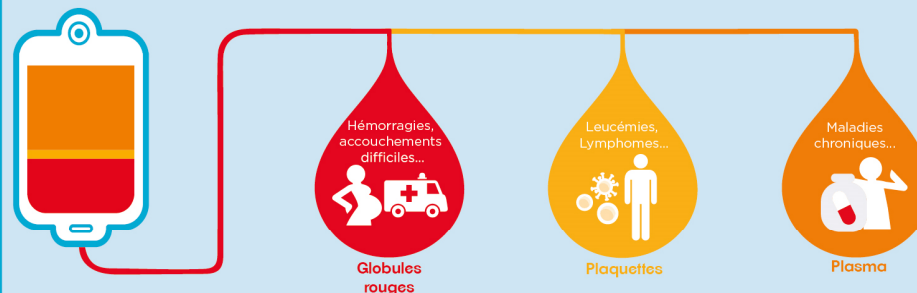 Hémorragies,
accouchements
difficiles...
Globules
rouges
Leucémies,
Lymphomes...
Plaquettes
Maladies
chroniques...
Plasma